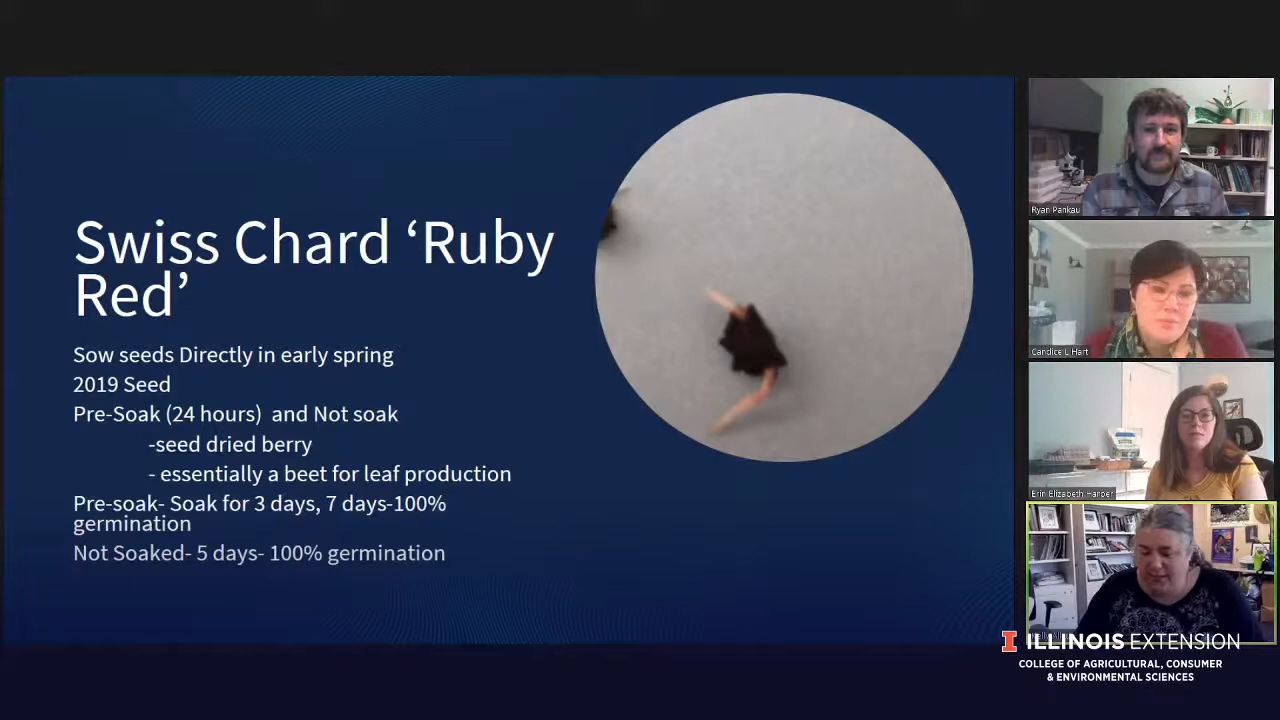 Swiss Chard ‘Ruby
Red’
Sow seeds Directly in early spring
2019 Seed
Pre-Soak (24 hours)  and Not soak
-seed dried berry
- essentially a beet for leaf production
Pre-soak- Soak for 3 days, 7 days-100%
germination
Not Soaked- 5 days- 100% germination
Ryan Pankau
Candice L Hart
Erin Elizabeth Harper
I ILLINOIS EXTENSION
COLLEGE OF AGRICULTURAL, CONSUMER
& ENVIRONMENTAL SCIENCES